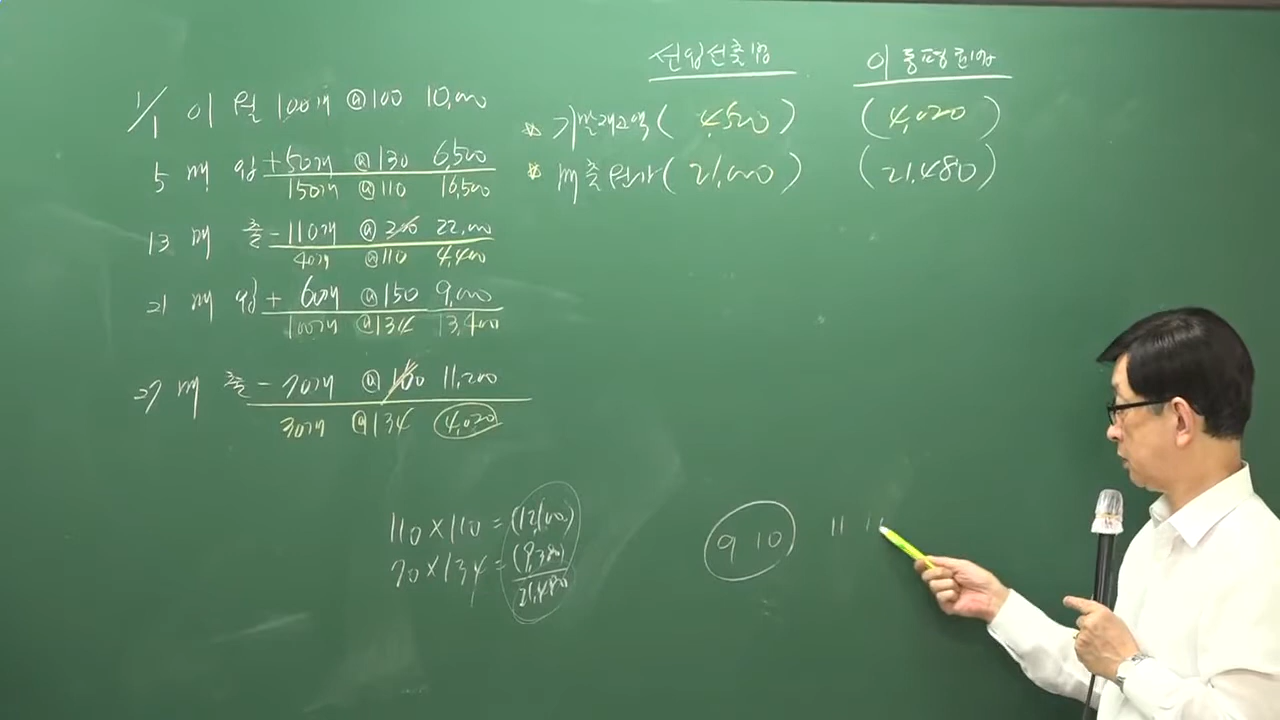 선입선출법 이동평균법
1/1 이월 100개 @100 10,000
5 매입 +50개 @130 6,500
150개 @110 16,500
13 매출 -110개 @200 22,000
40개 @110 4,400
21 매입 + 60개 @150 9,000
100개 @134 13,400
27 매출 -70개 @160 11,200
30개 @134 4,020
기말재고액 ( 4,500 ) ( 4,020 )
매출원가 ( 21,000 ) ( 21,480 )
110 × 110 = (12,100)
70 × 134 = (9,380)
21,480
9 10 11